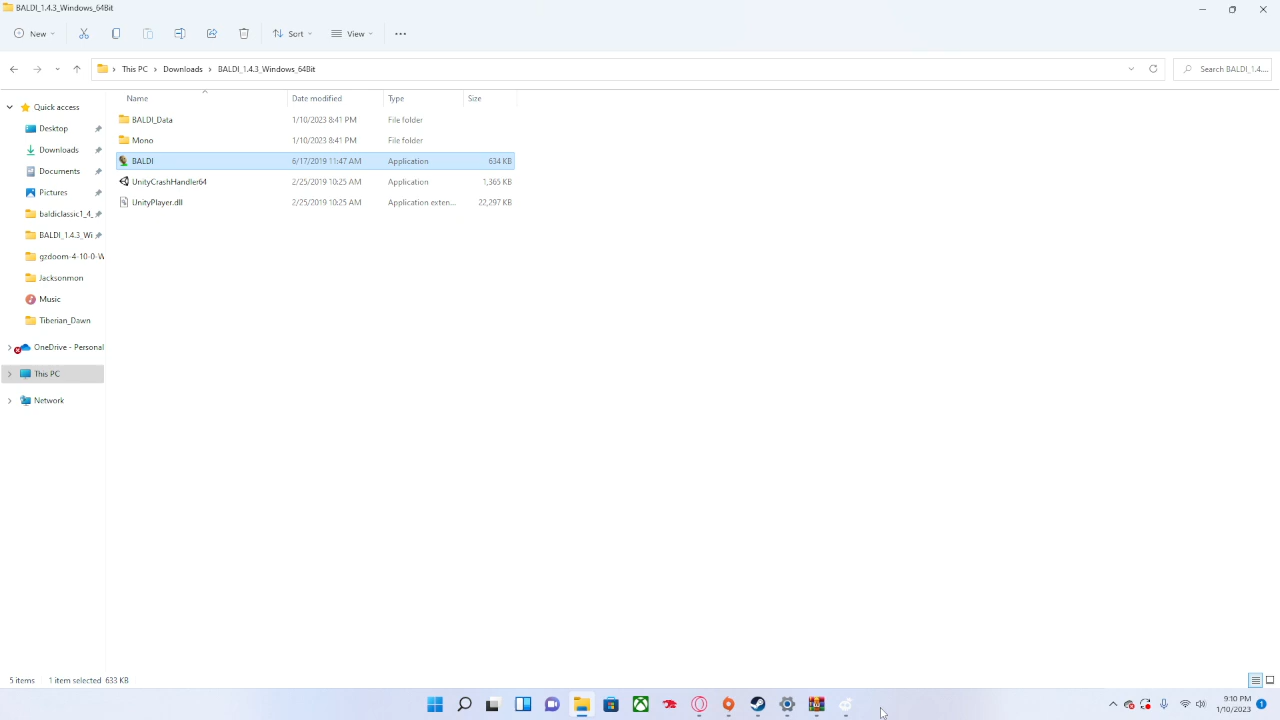 BALDI_1.4.3_Windows_64Bit
New
Sort
View
This PC > Downloads > BALDI_1.4.3_Windows_64Bit
Search BALDI_1.4....
Name Date modified Type Size
Quick access
Desktop
Downloads
Documents
Pictures
baldiclassic1_4_
BALDI_1.4.3_Wi
gzdoom-4-10-0-W
Jacksonmon
Music
Tiberian_Dawn
OneDrive - Personal
This PC
Network
BALDI_Data 1/10/2023 8:41 PM File folder
Mono 1/10/2023 8:41 PM File folder
BALDI 6/17/2019 11:47 AM Application 634 KB
UnityCrashHandler64 2/25/2019 10:25 AM Application 1,365 KB
UnityPlayer.dll 2/25/2019 10:25 AM Application exten... 22,297 KB
5 items 1 item selected 633 KB
9:10 PM
1/10/2023
1